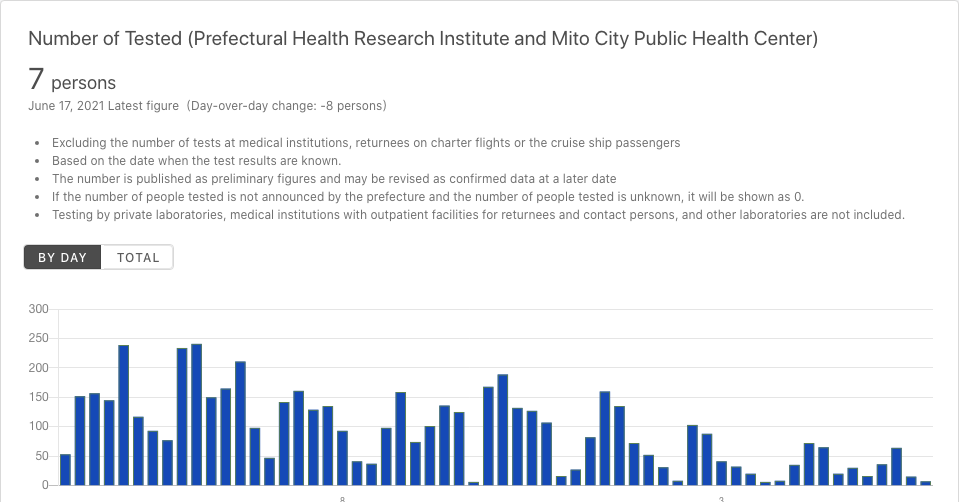 Number of Tested (Prefectural Health Research Institute and Mito City Public Health Center)
7 persons
June 17, 2021 Latest figure (Day-over-day change: -8 persons)
• Excluding the number of tests at medical institutions, returnees on charter flights or the cruise ship passengers
• Based on the date when the test results are known.
• The number is published as preliminary figures and may be revised as confirmed data at a later date
• If the number of people tested is not announced by the prefecture and the number of people tested is unknown, it will be shown as 0.
• Testing by private laboratories, medical institutions with outpatient facilities for returnees and contact persons, and other laboratories are not included.
BY DAY TOTAL
300
250
200
150
100
50
0